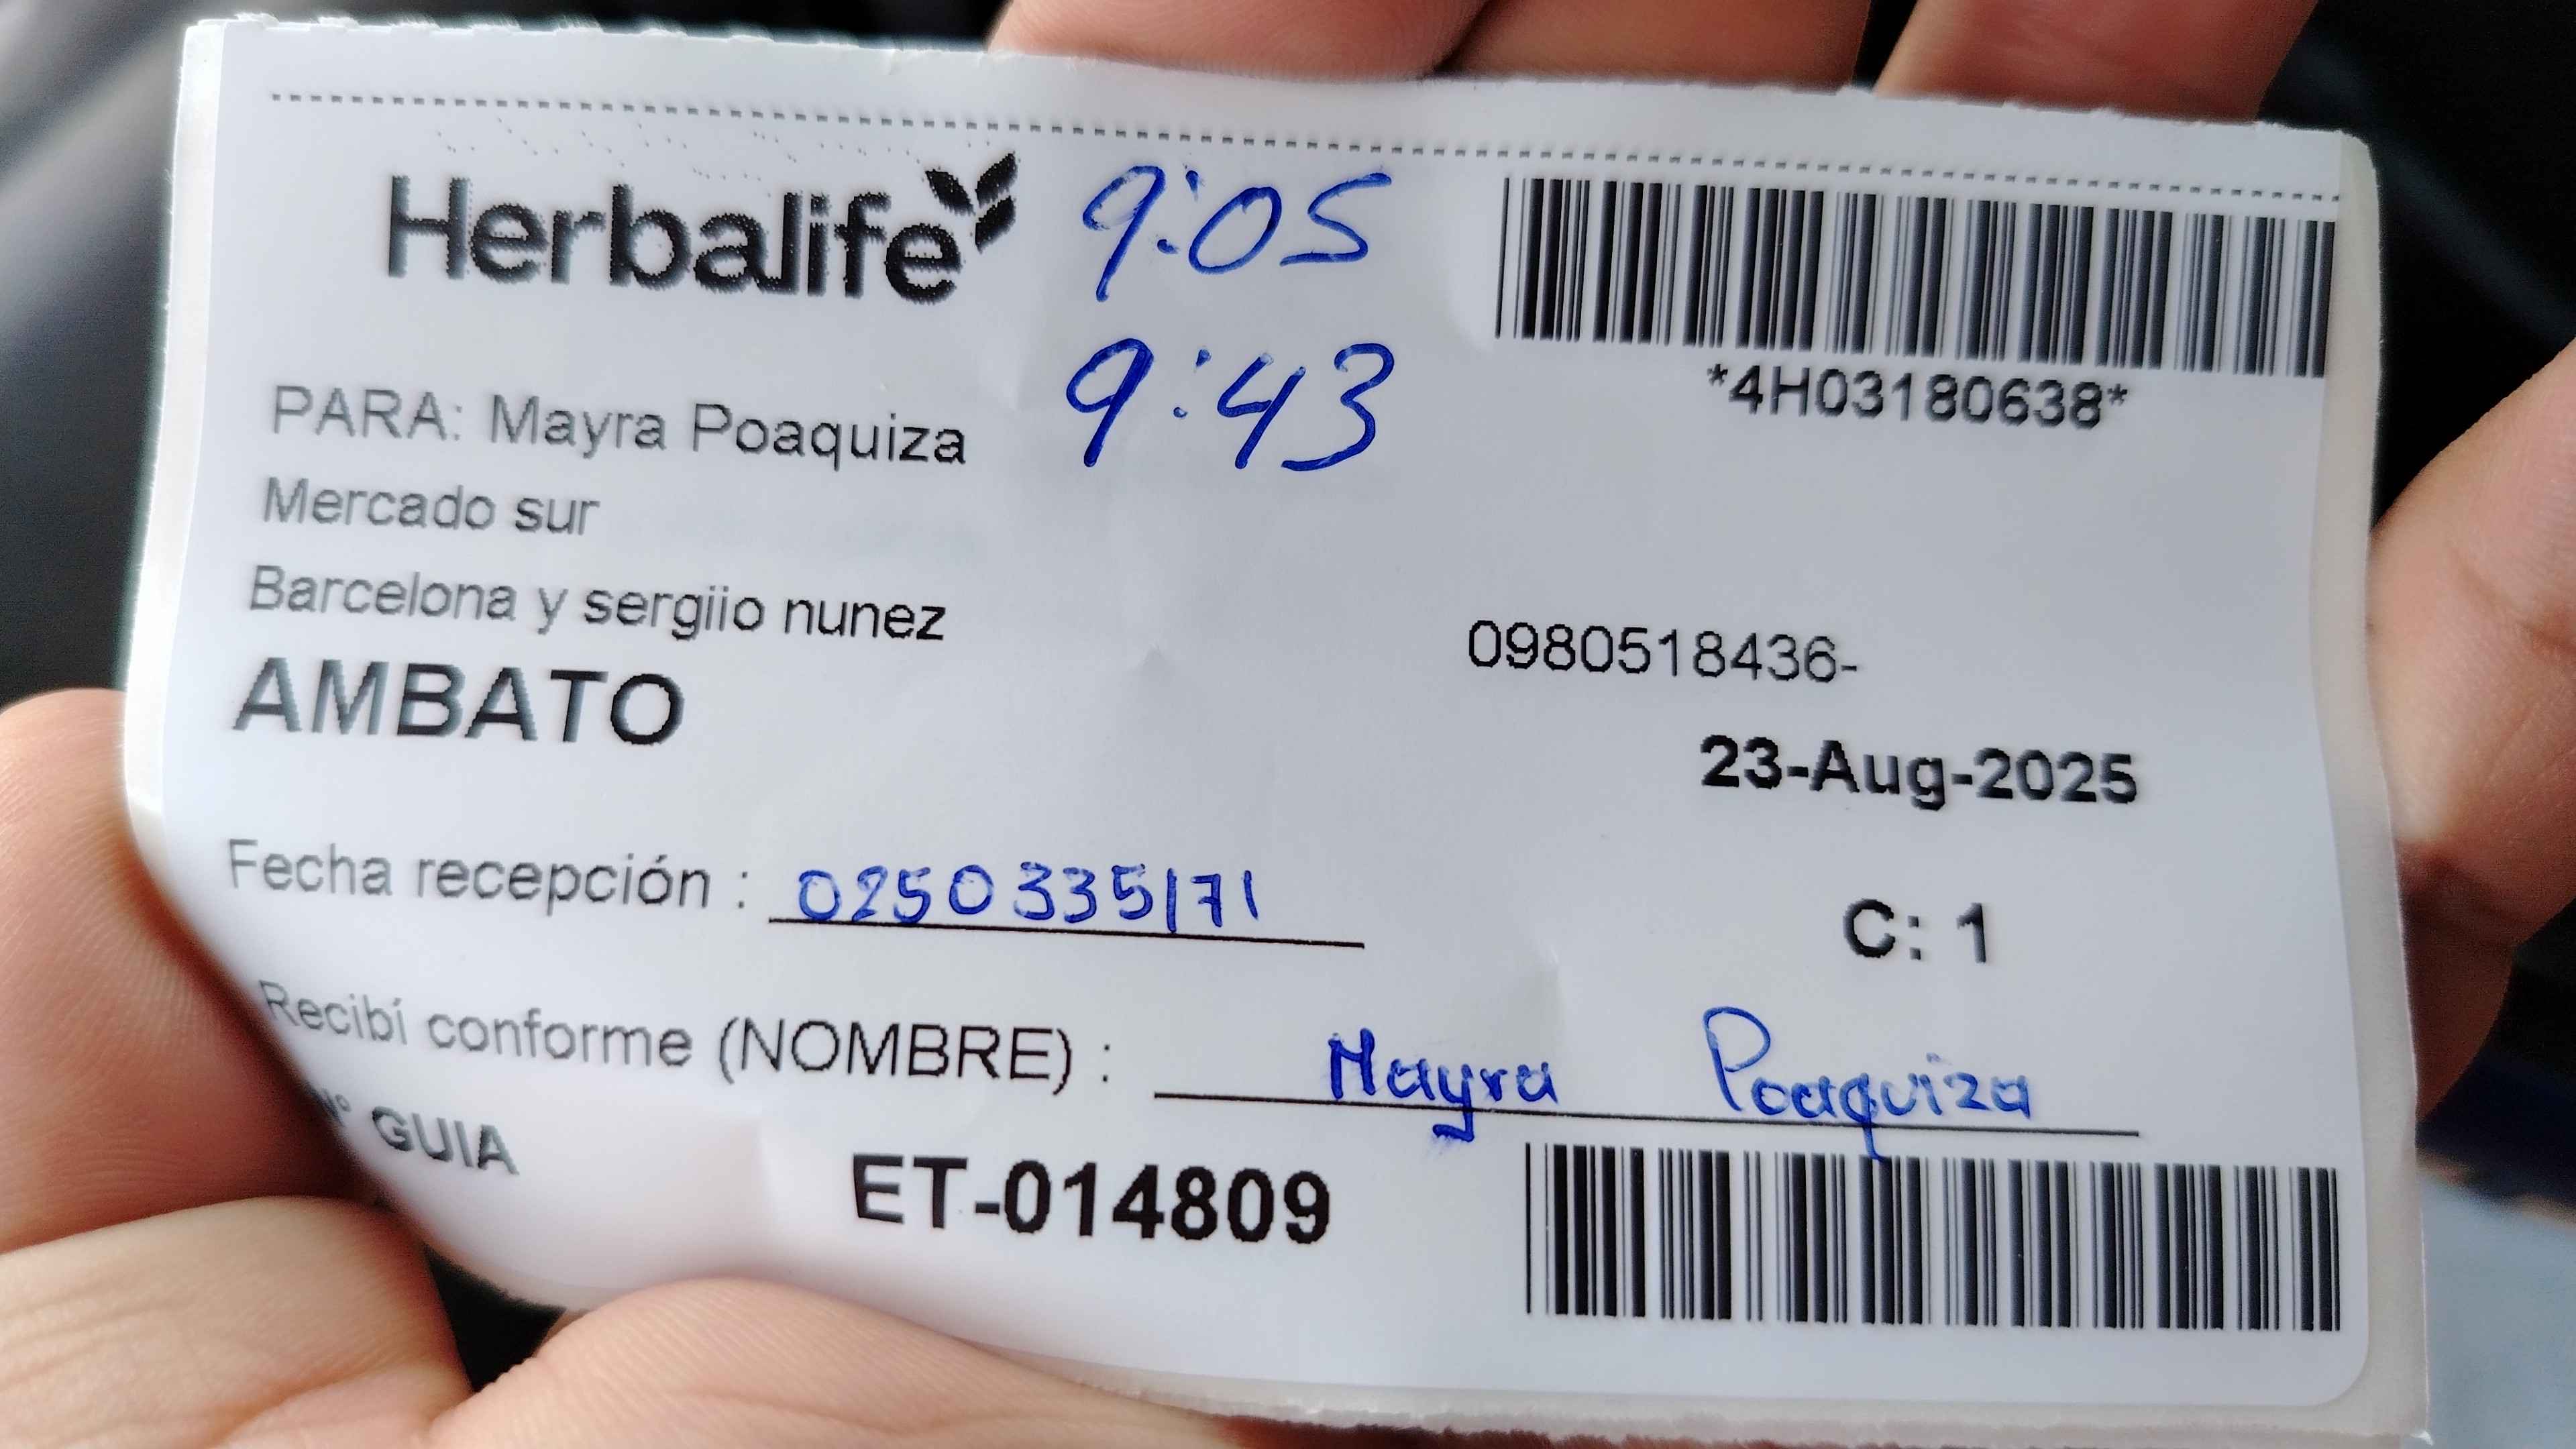 Herbalife
9:05
9:43
*4H03180638*
PARA: Mayra Poaquiza
Mercado sur
Barcelona y sergiio nunez
0980518436-
AMBATO
23-Aug-2025
Fecha recepción : 0250335171
C: 1
Recibí conforme (NOMBRE) : Mayra Poaquiza
N° GUIA
ET-014809